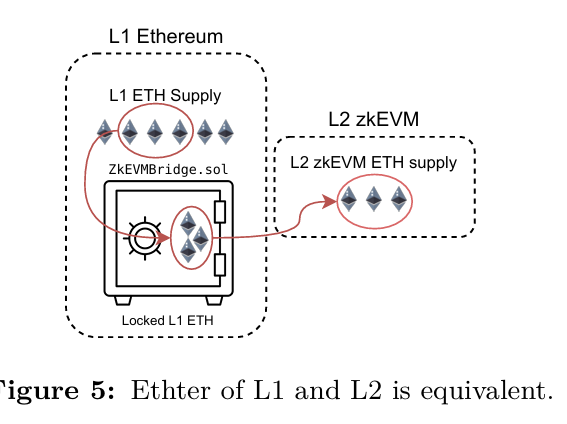 L1 Ethereum
L1 ETH Supply
ZkEVMBridge.sol
Locked L1 ETH
L2 zkEVM
L2 zkEVM ETH supply
Figure 5: Ethter of L1 and L2 is equivalent.